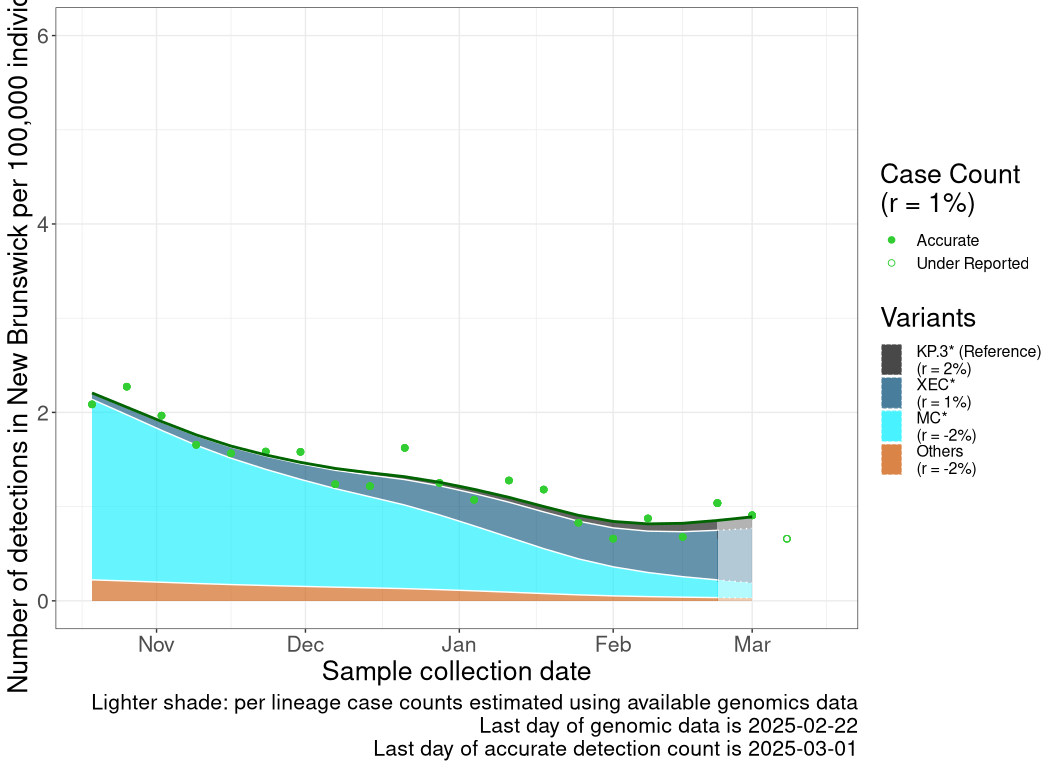 Number of detections in New Brunswick per 100,000
6
4
2
0
Nov Dec Jan Feb Mar
Sample collection date
Lighter shade: per lineage case counts estimated using available genomics data
Last day of genomic data is 2025-02-22
Last day of accurate detection count is 2025-03-01
Case Count
(r = 1%)
Accurate
Under Reported
Variants
KP.3* (Reference)
(r = 2%)
XEC*
(r = 1%)
MC*
(r = -2%)
Others
(r = -2%)